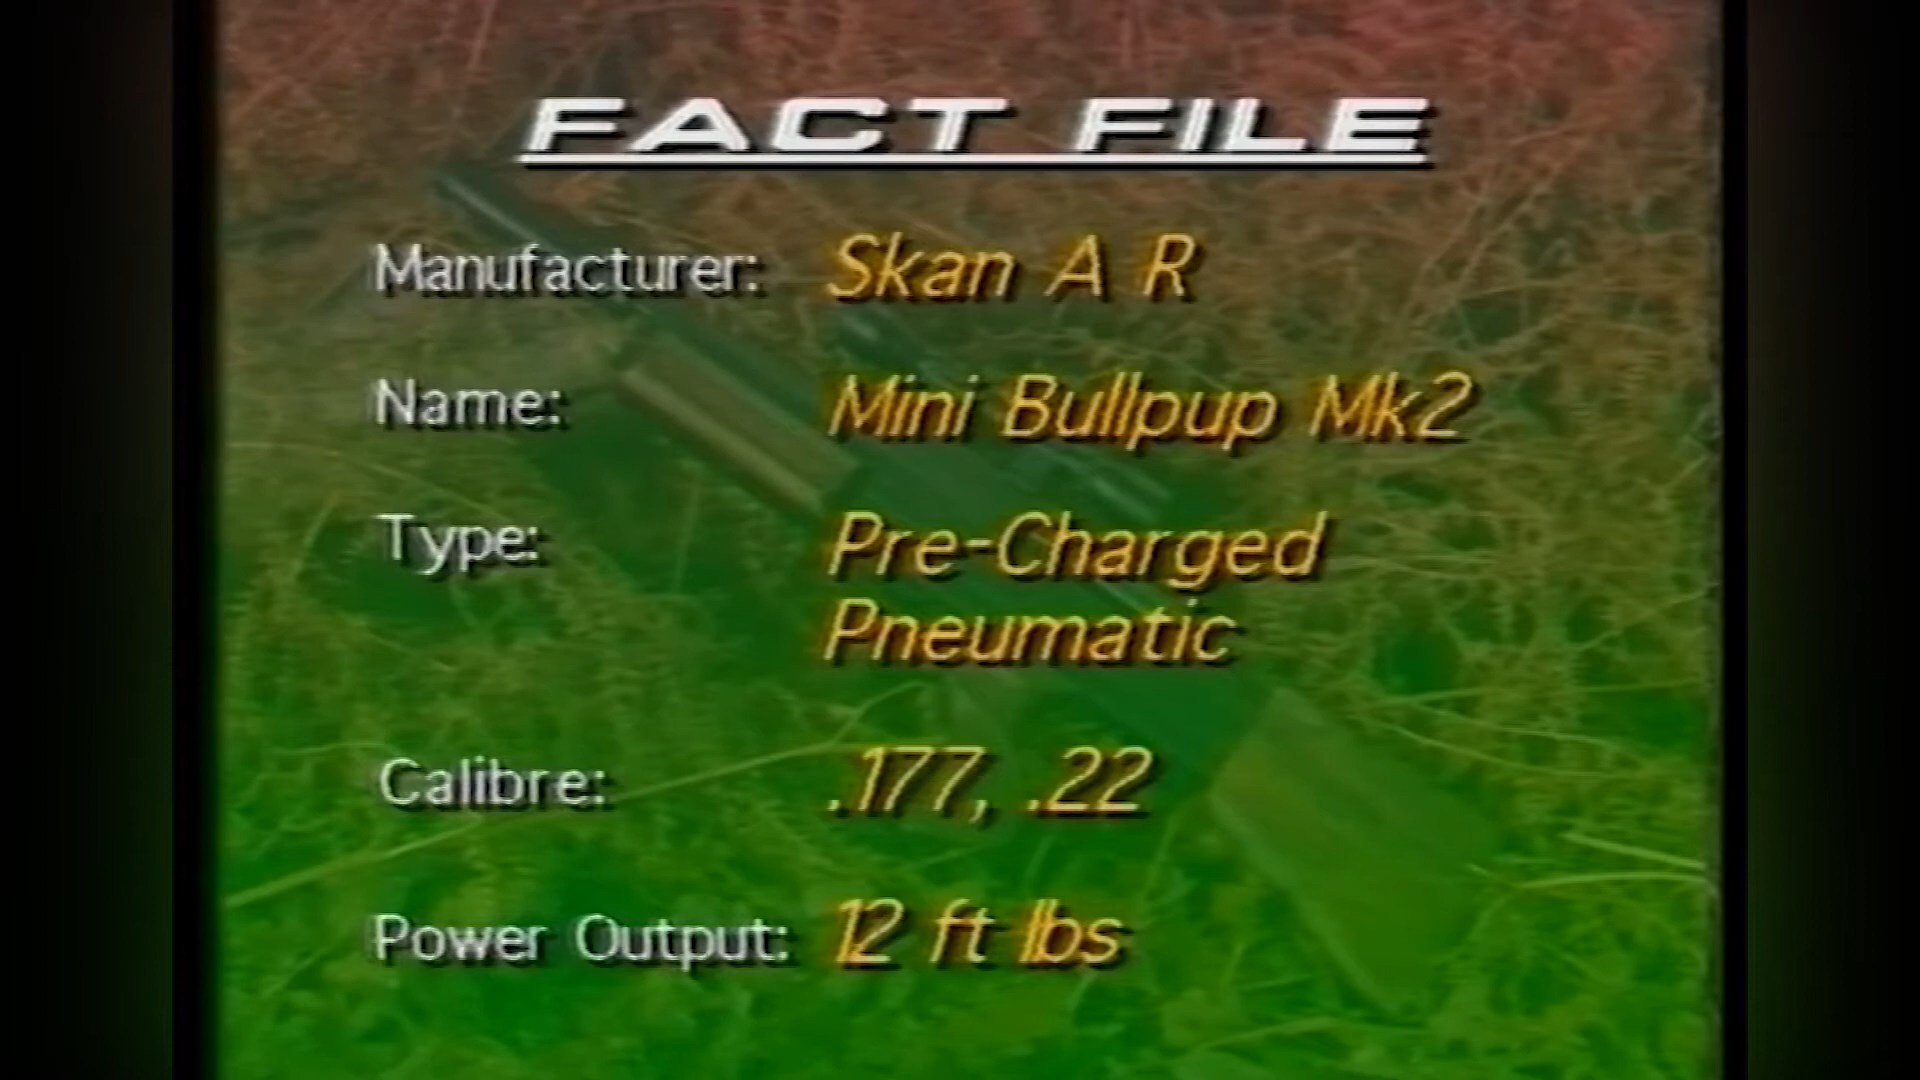 FACT FILE
Manufacturer: Skan A R
Name: Mini Bullpup Mk2
Type: Pre-Charged
Pneumatic
Calibre: .177, .22
Power Output: 12 ft lbs